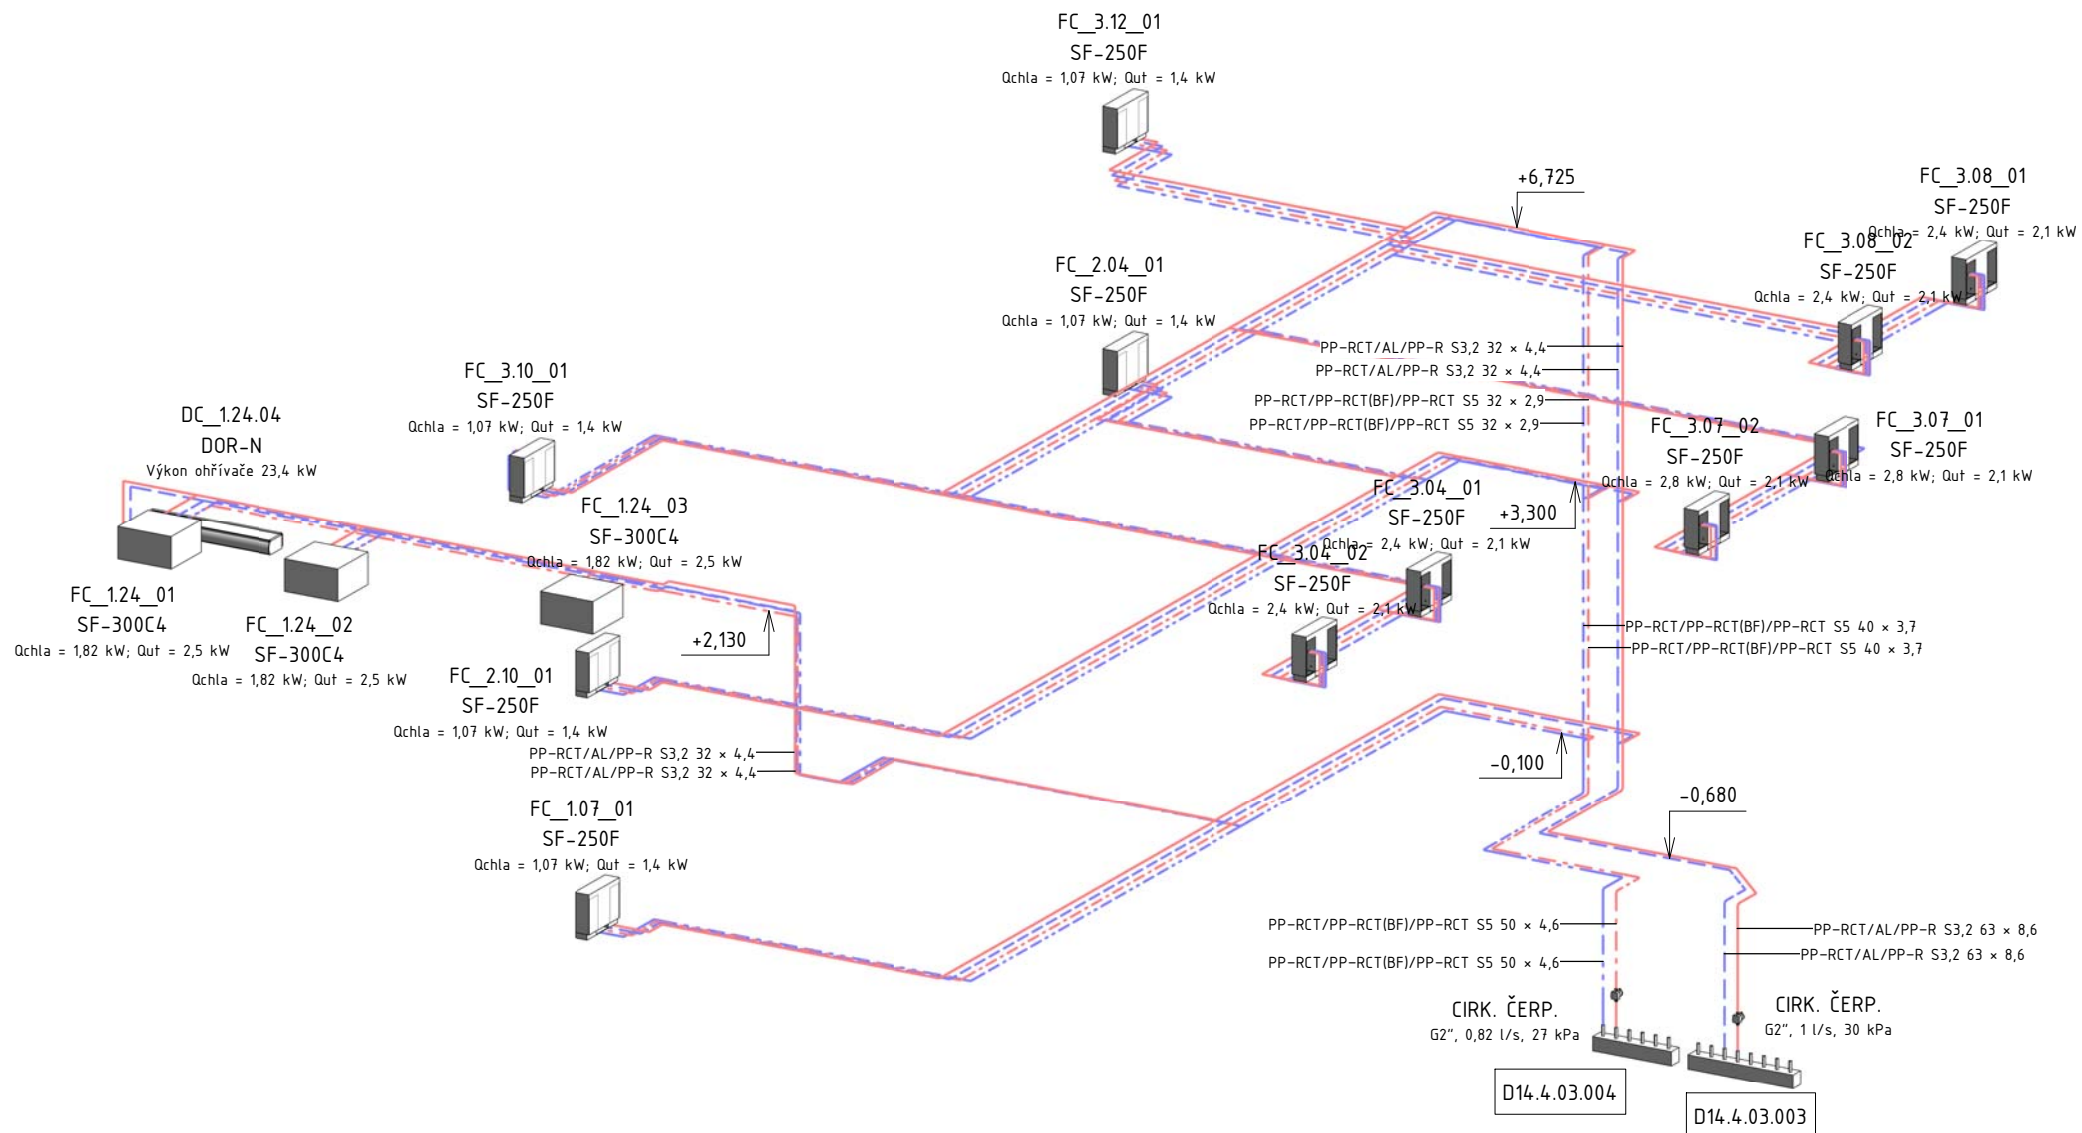 FC_3.12_01
SF-250F
Qchla = 1,07 kW; Qut = 1,4 kW
+6,725
FC_3.08_01
SF-250F
Qchla = 2,4 kW; Qut = 2,1 kW
FC_3.08_02
SF-250F
Qchla = 2,4 kW; Qut = 2,1 kW
FC_2.04_01
SF-250F
Qchla = 1,07 kW; Qut = 1,4 kW
PP-RCT/AL/PP-R S3,2 32 × 4,4
PP-RCT/AL/PP-R S3,2 32 × 4,4
PP-RCT/PP-RCT(BF)/PP-RCT S5 32 × 2,9
PP-RCT/PP-RCT(BF)/PP-RCT S5 32 × 2,9
FC_3.10_01
SF-250F
Qchla = 1,07 kW; Qut = 1,4 kW
DC_1.24.04
DOR-N
Výkon ohřívače 23,4 kW
FC_3.07_01
SF-250F
Qchla = 2,8 kW; Qut = 2,1 kW
FC_3.07_02
SF-250F
Qchla = 2,8 kW; Qut = 2,1 kW
FC_1.24_03
SF-300C4
Qchla = 1,82 kW; Qut = 2,5 kW
FC_3.04_01
SF-250F
Qchla = 2,4 kW; Qut = 2,1 kW
+3,300
FC_3.04_02
SF-250F
Qchla = 2,4 kW; Qut = 2,1 kW
FC_1.24_01
SF-300C4
Qchla = 1,82 kW; Qut = 2,5 kW
FC_1.24_02
SF-300C4
Qchla = 1,82 kW; Qut = 2,5 kW
+2,130
PP-RCT/PP-RCT(BF)/PP-RCT S5 40 × 3,7
PP-RCT/PP-RCT(BF)/PP-RCT S5 40 × 3,7
FC_2.10_01
SF-250F
Qchla = 1,07 kW; Qut = 1,4 kW
PP-RCT/AL/PP-R S3,2 32 × 4,4
PP-RCT/AL/PP-R S3,2 32 × 4,4
-0,100
-0,680
FC_1.07_01
SF-250F
Qchla = 1,07 kW; Qut = 1,4 kW
PP-RCT/PP-RCT(BF)/PP-RCT S5 50 × 4,6
PP-RCT/PP-RCT(BF)/PP-RCT S5 50 × 4,6
PP-RCT/AL/PP-R S3,2 63 × 8,6
PP-RCT/AL/PP-R S3,2 63 × 8,6
CIRK. ČERP.
G2", 0,82 l/s, 27 kPa
CIRK. ČERP.
G2", 1 l/s, 30 kPa
D14.4.03.004
D14.4.03.003